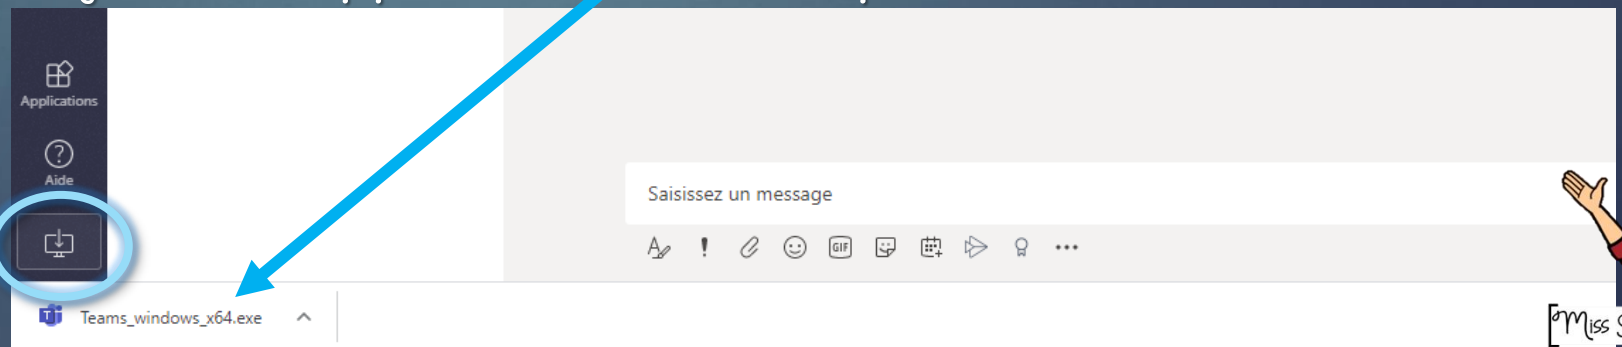 Applications
Aide
Saisissez un message
GIF
Teams_windows_x64.exe
Miss